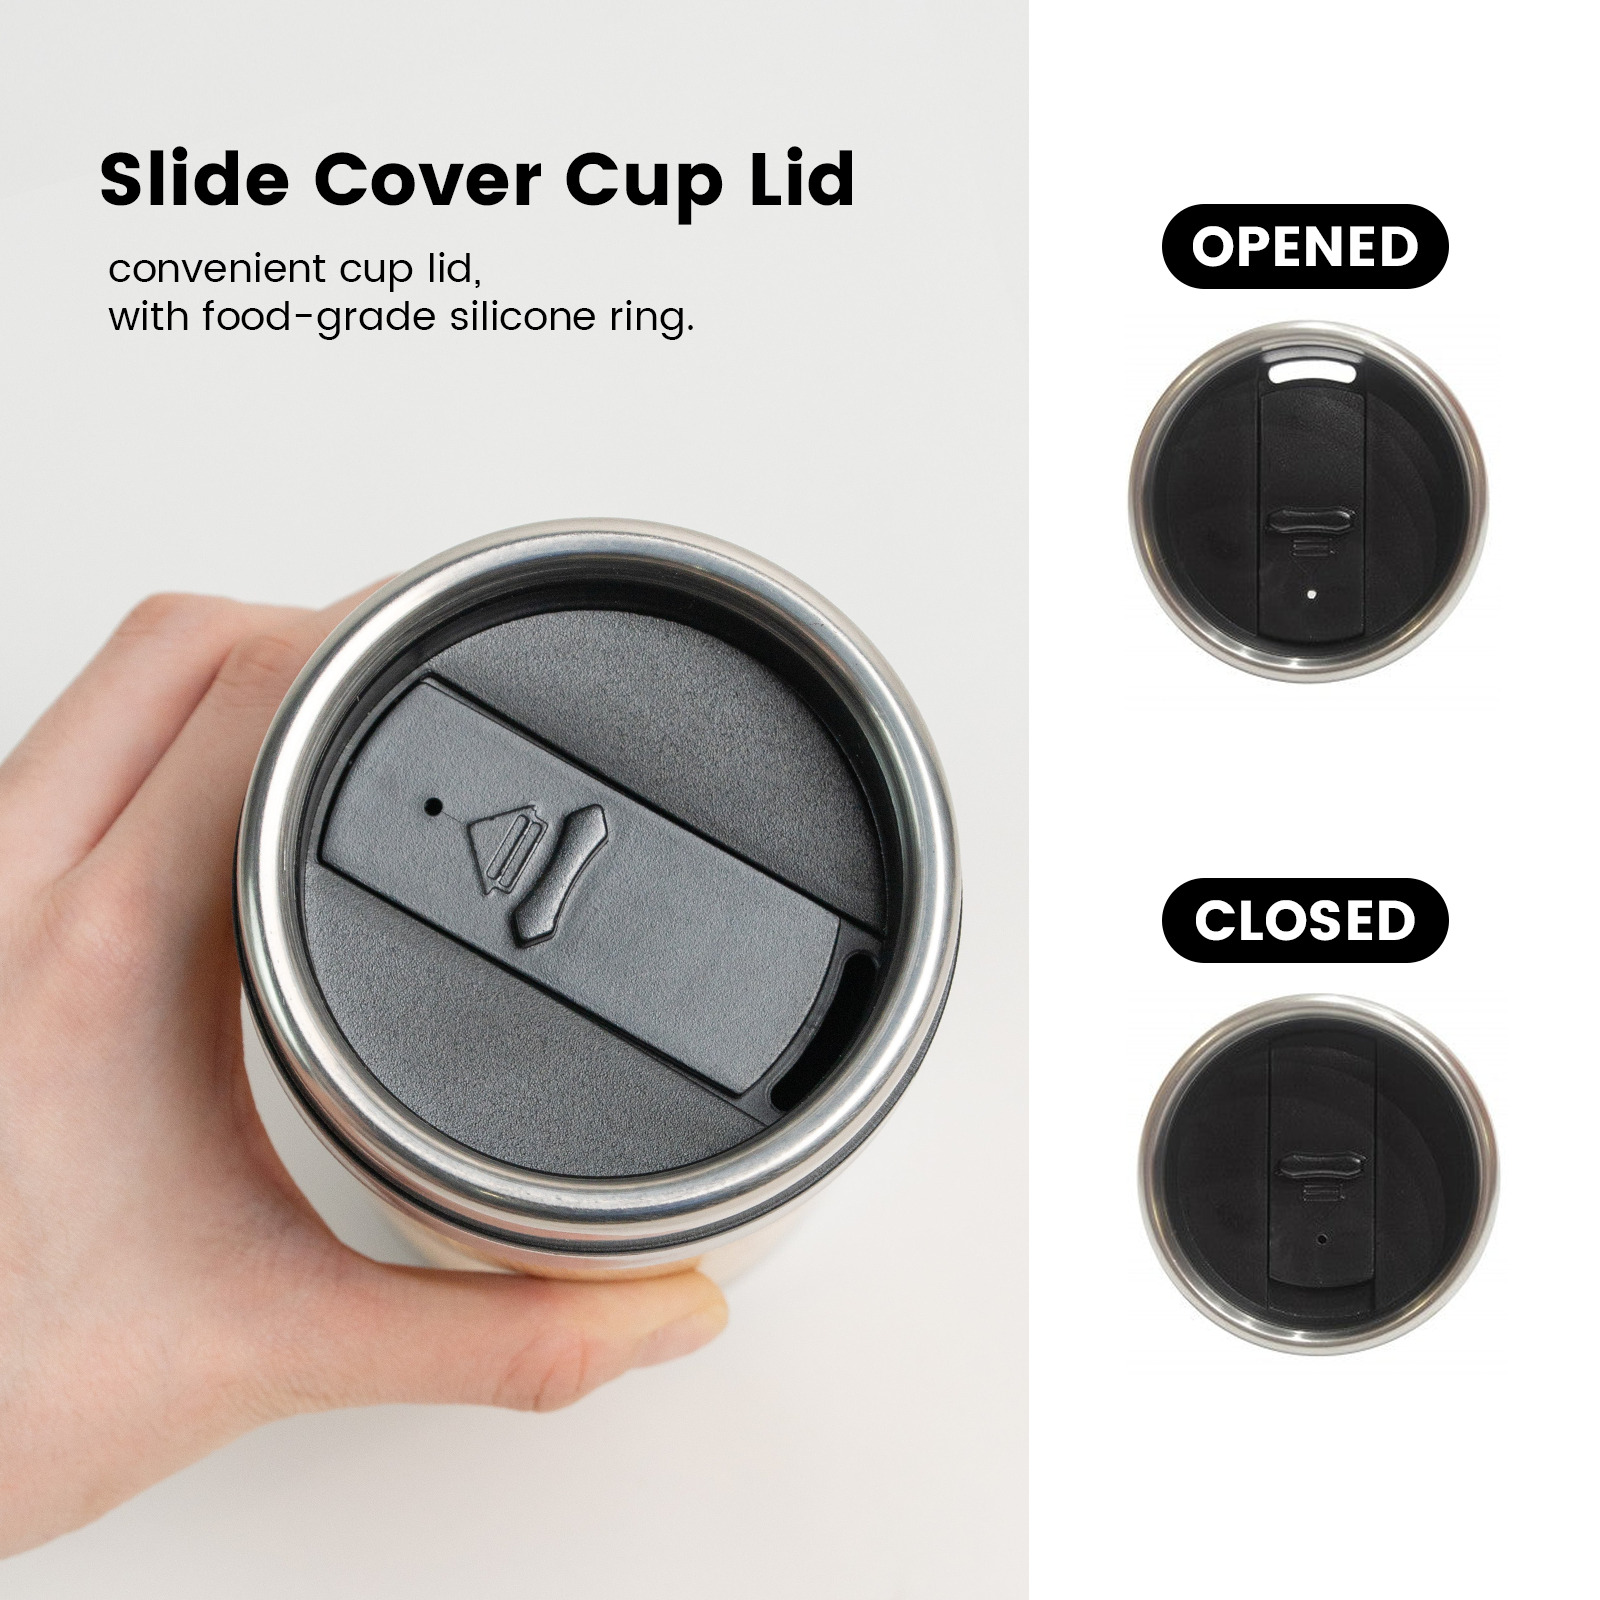 Slide Cover Cup Lid
convenient cup lid,
with food-grade silicone ring.
OPENED
CLOSED